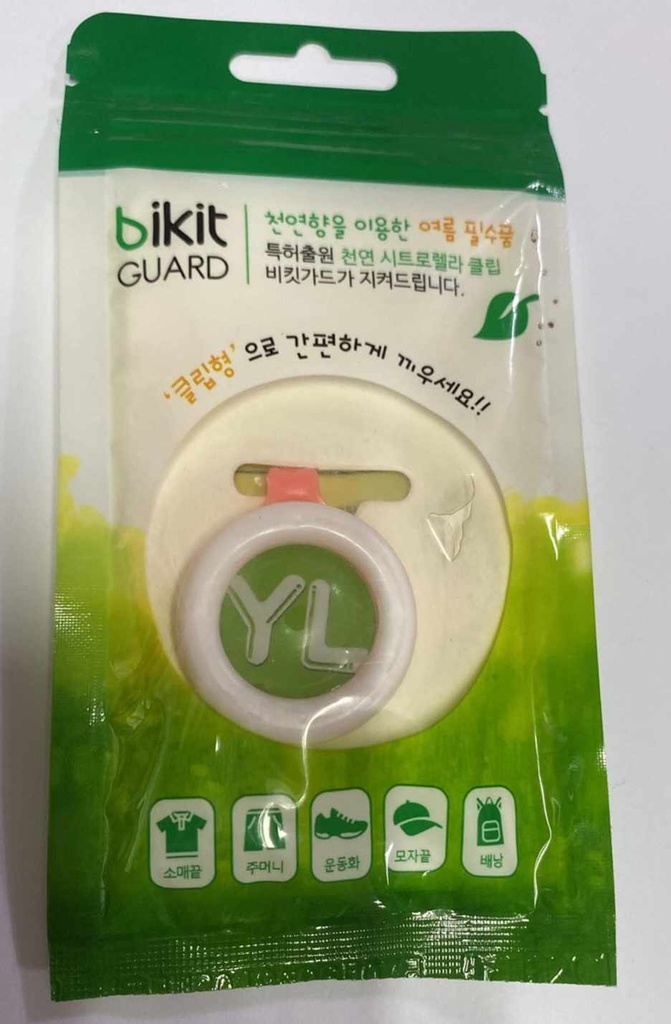 bikit
GUARD
천연향을 이용한 여름 필수품
특허출원 천연 시트로렐라 클립
비킷가드가 지켜드립니다.
'클립형'으로 간편하게 끼우세요!!
YL
소매끝
주머니
운동화
모자끝
배낭